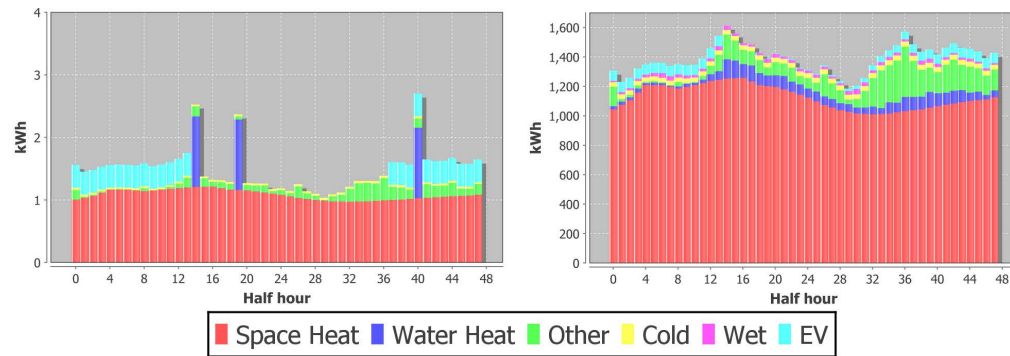 4
3
2
1
0
kWh
0 4 8 12 16 20 24 28 32 36 40 44 48
Half hour
1,600
1,400
1,200
1,000
800
600
400
200
0
kWh
0 4 8 12 16 20 24 28 32 36 40 44 48
Half hour
Space Heat Water Heat Other Cold Wet EV